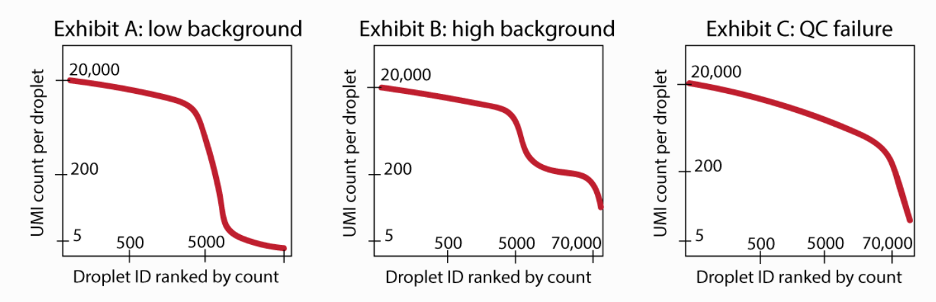 Exhibit A: low background
UMI count per droplet
20,000
200
5
500
5000
Droplet ID ranked by count
Exhibit B: high background
UMI count per droplet
20,000
200
5
500
5000
70,000
Droplet ID ranked by count
Exhibit C: QC failure
UMI count per droplet
20,000
200
5
500
5000
70,000
Droplet ID ranked by count